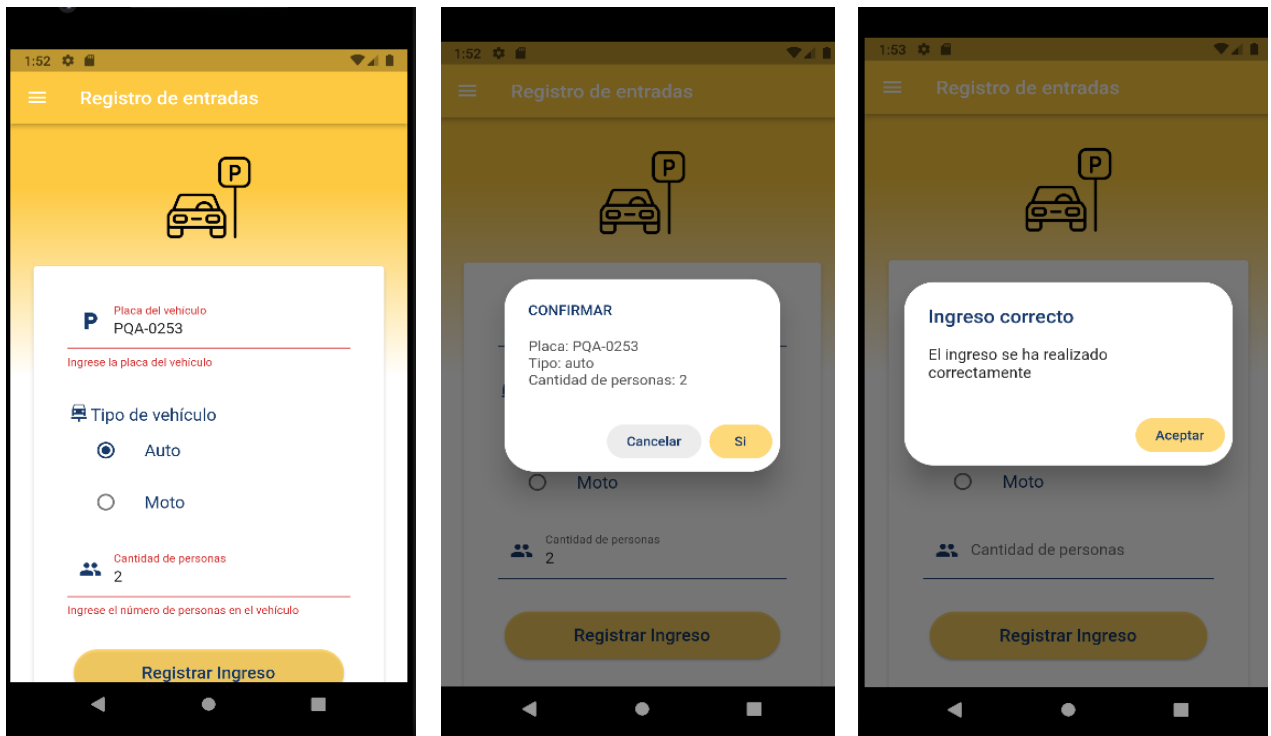 1:52
Registro de entradas
P
Placa del vehículo
P PQA-0253
Ingrese la placa del vehículo
Tipo de vehículo
Auto
Moto
Cantidad de personas
2
Ingrese el número de personas en el vehículo
Registrar Ingreso
1:52
Registro de entradas
P
CONFIRMAR
Placa: PQA-0253
Tipo: auto
Cantidad de personas: 2
Cancelar Si
Moto
Cantidad de personas
2
Registrar Ingreso
1:53
Registro de entradas
P
Ingreso correcto
El ingreso se ha realizado
correctamente
Aceptar
Moto
Cantidad de personas
Registrar Ingreso